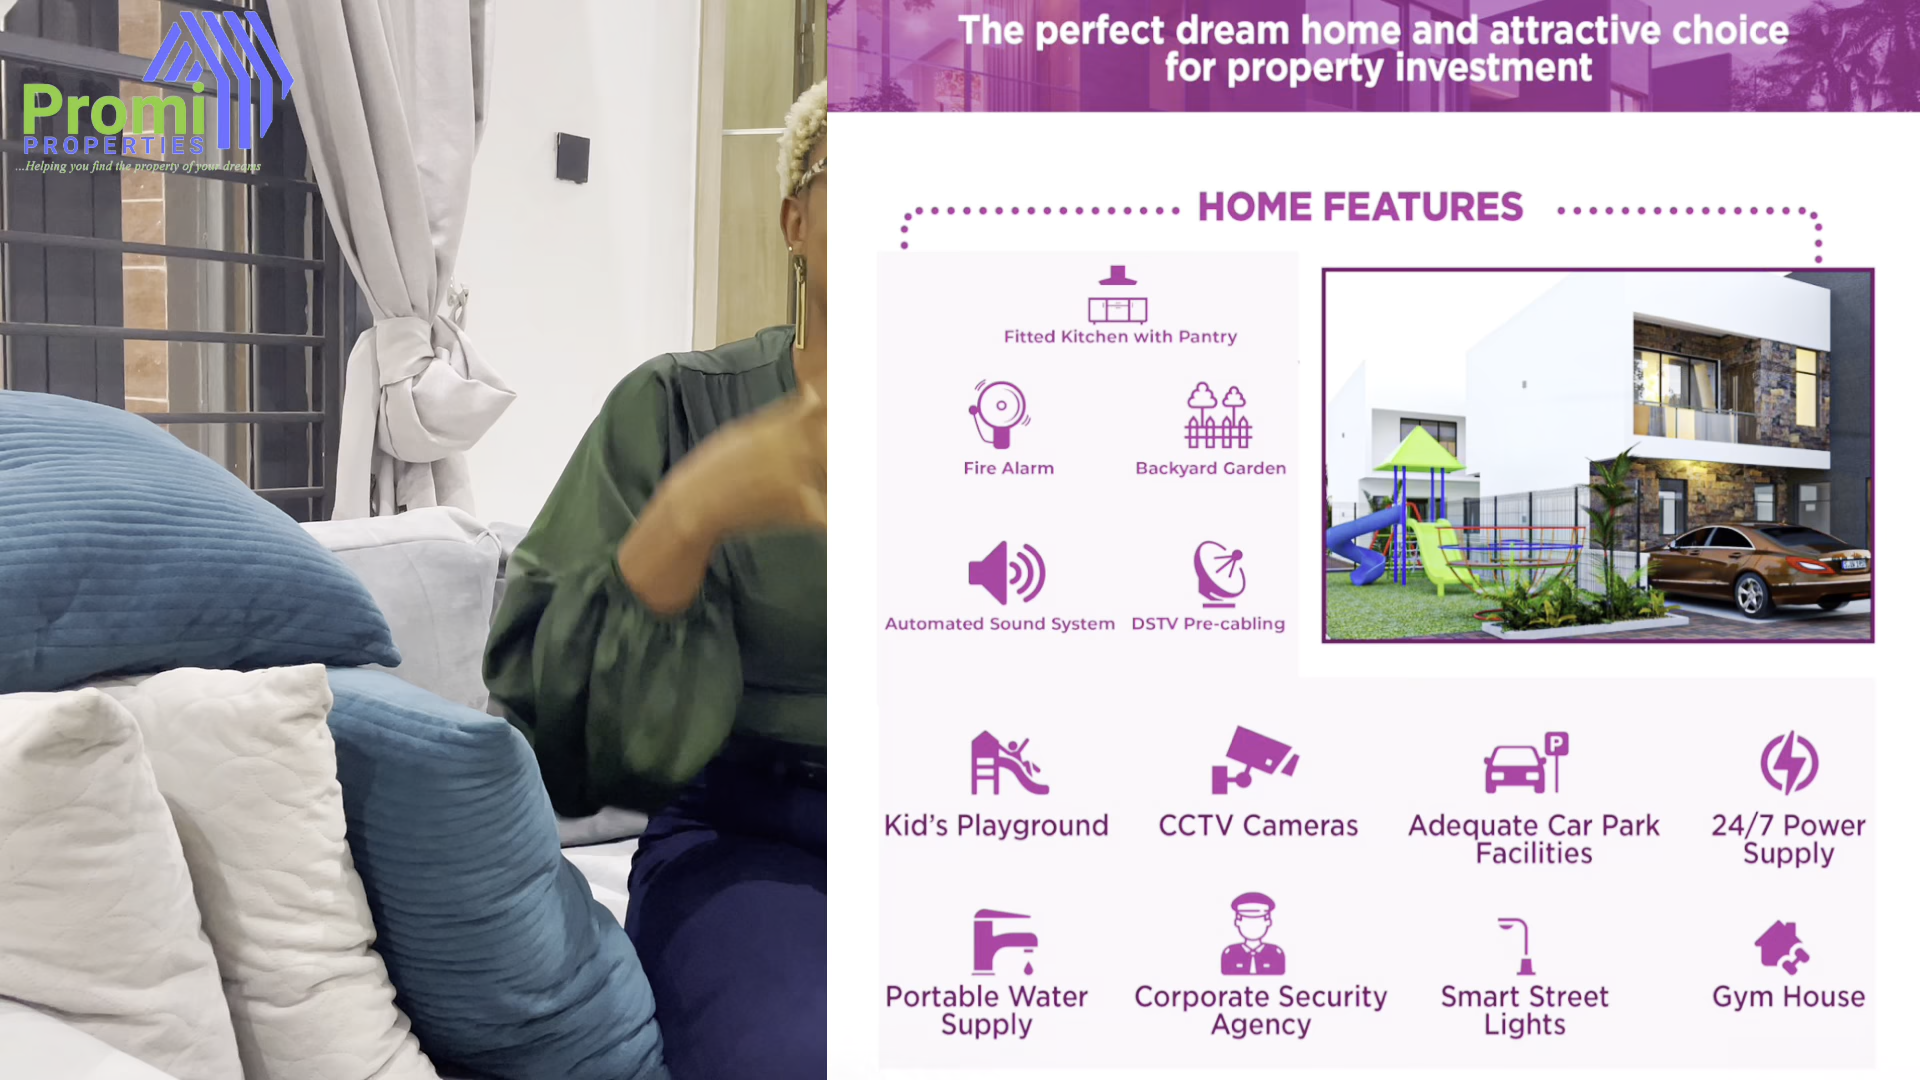 Promi
PROPERTIES
...Helping you find the property of your dreams
The perfect dream home and attractive choice
for property investment
HOME FEATURES
Fitted Kitchen with Pantry
Fire Alarm
Backyard Garden
Automated Sound System
DSTV Pre-cabling
Kid's Playground
CCTV Cameras
Adequate Car Park
Facilities
P
24/7 Power
Supply
Portable Water
Supply
Corporate Security
Agency
Smart Street
Lights
Gym House